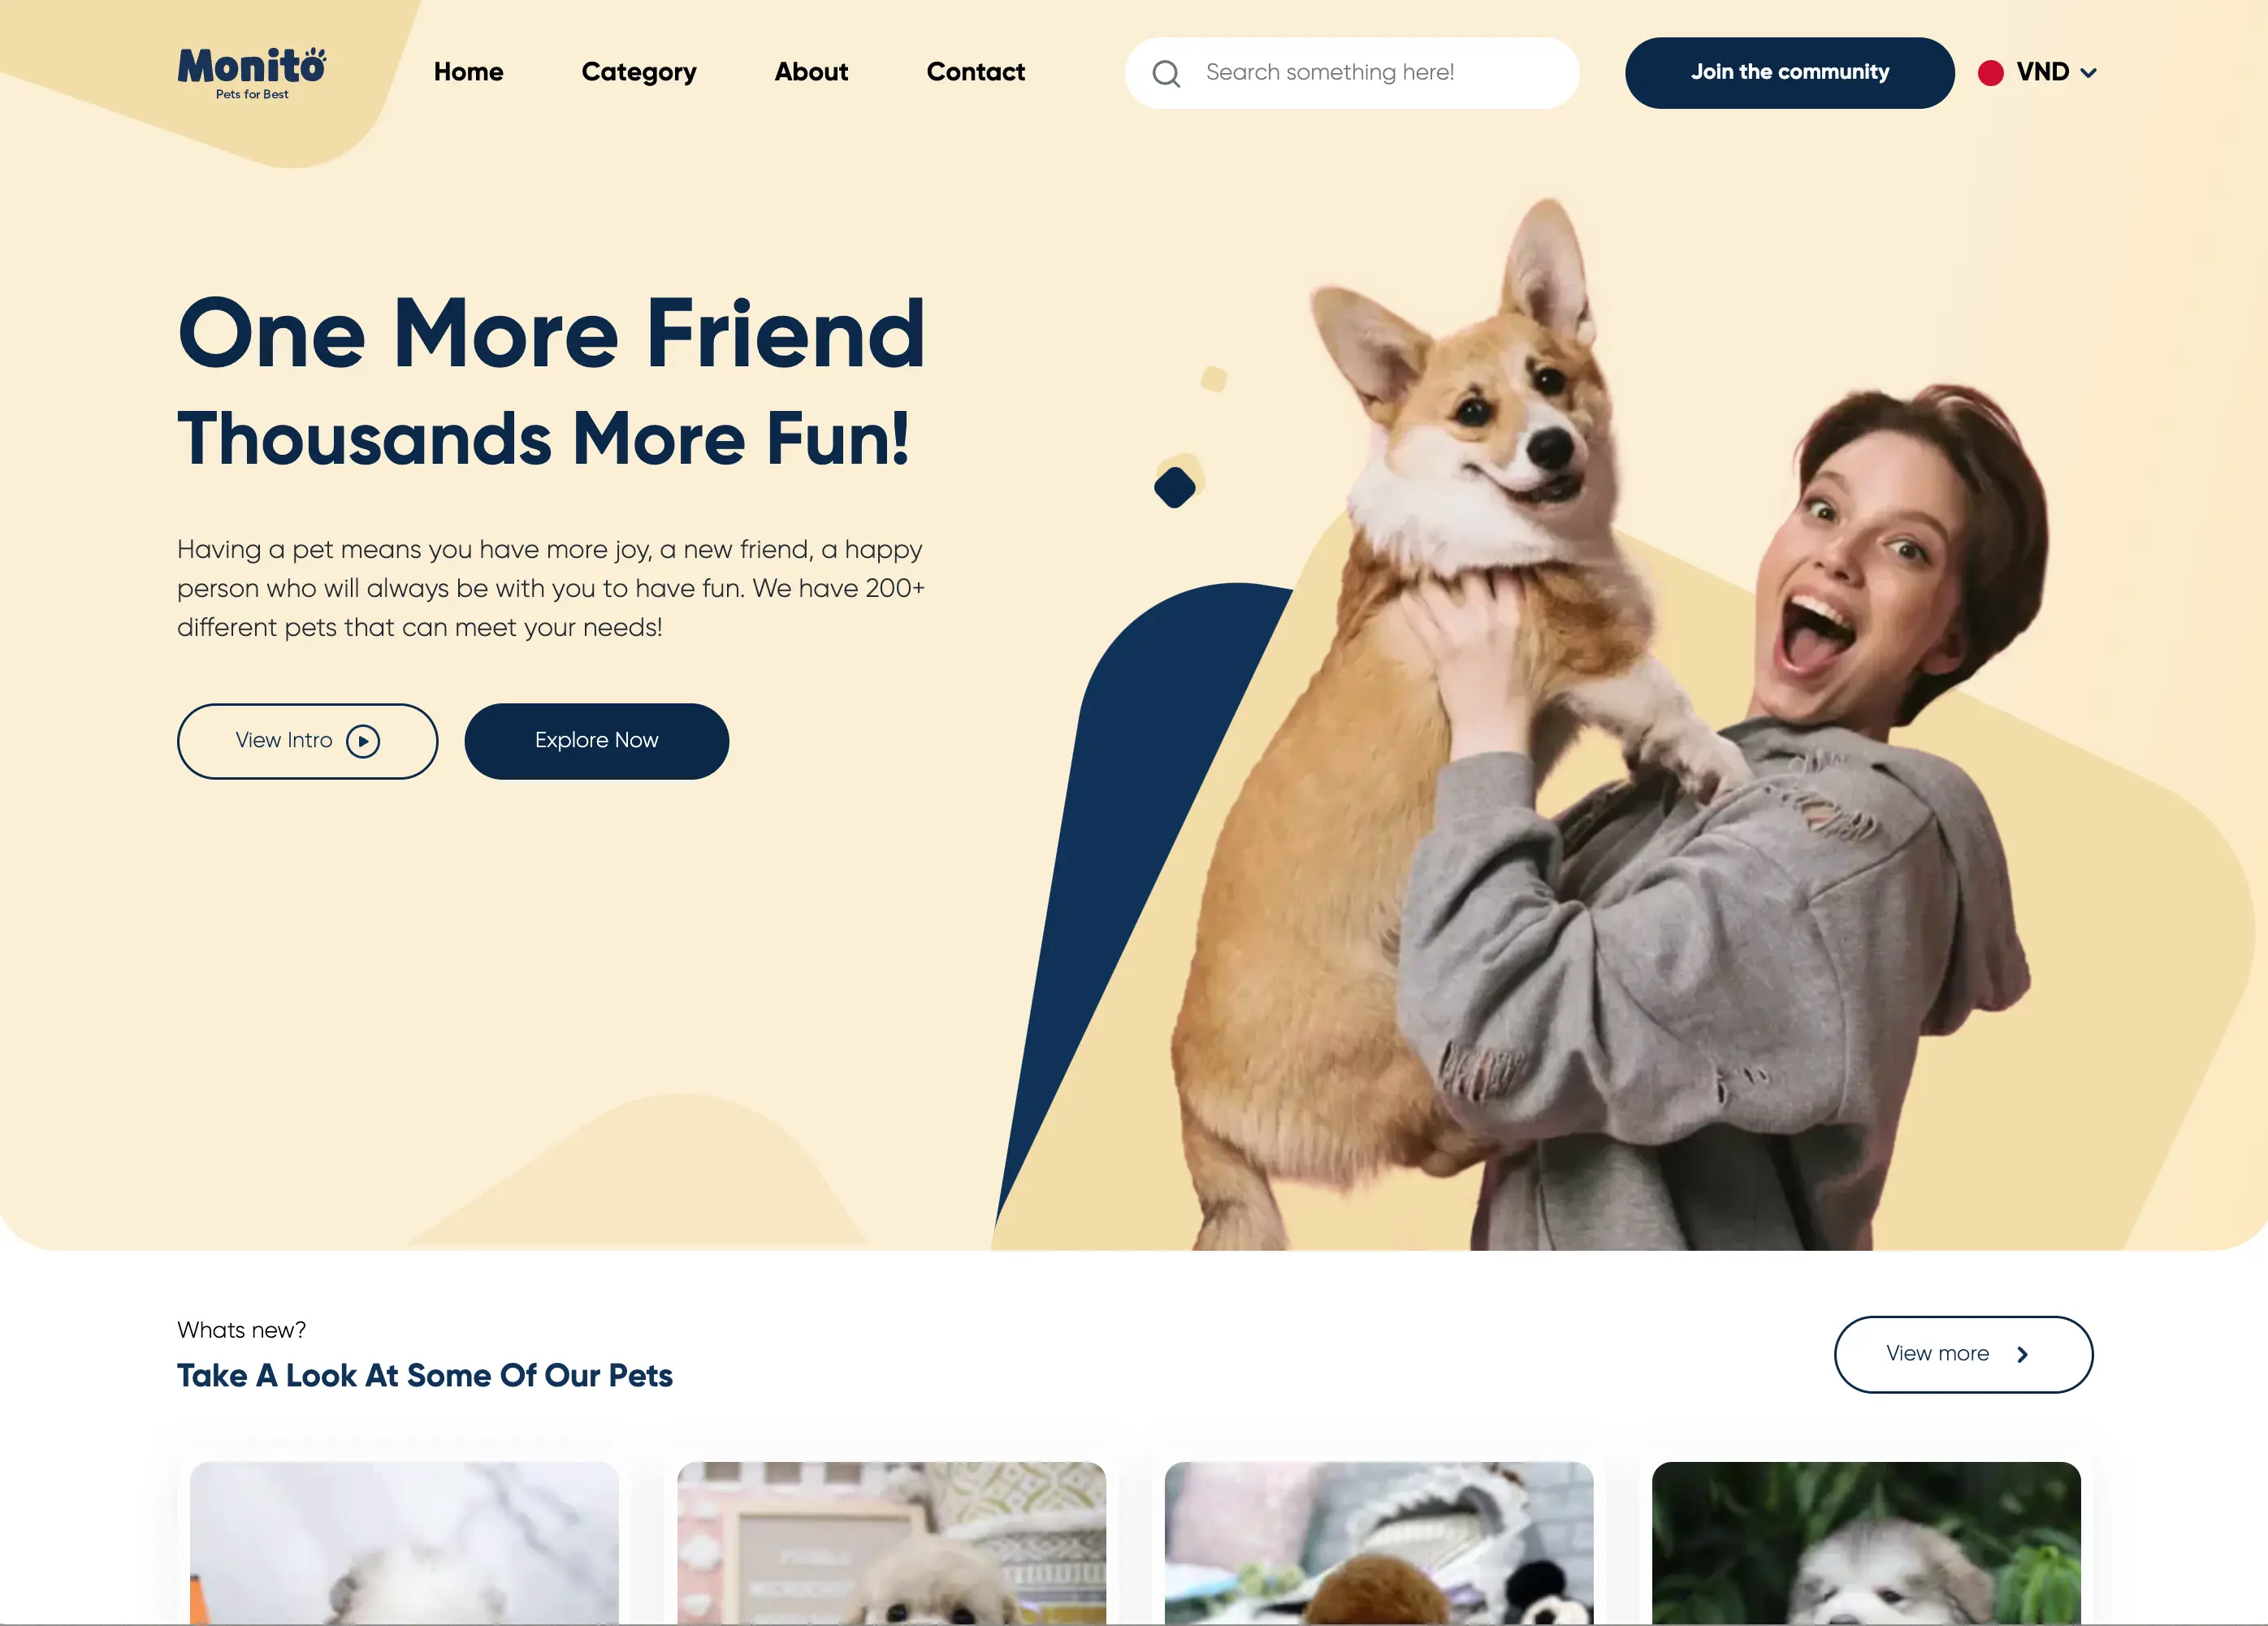 Monito
Pets for Best
Home
Category
About
Contact
Search something here!
Join the community
VND
One More Friend
Thousands More Fun!
Having a pet means you have more joy, a new friend, a happy
person who will always be with you to have fun. We have 200+
different pets that can meet your needs!
View Intro
Explore Now
Whats new?
Take A Look At Some Of Our Pets
View more